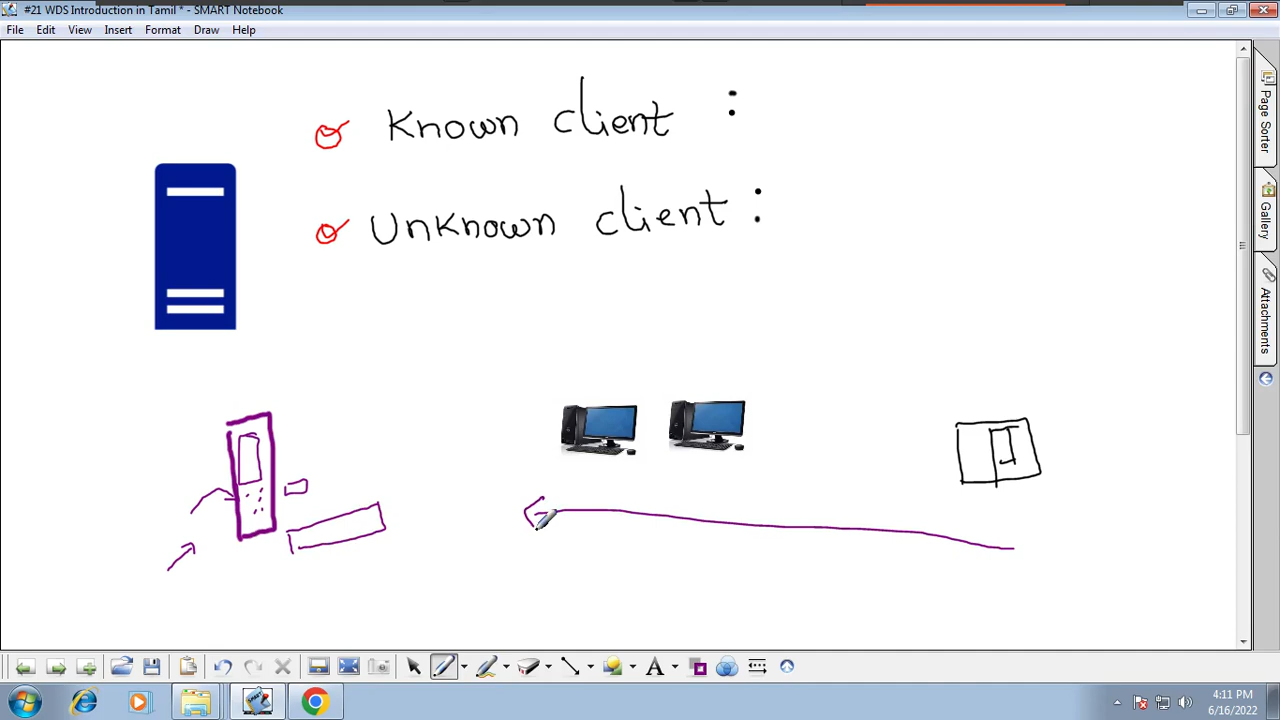 #21 WDS Introduction in Tamil * - SMART Notebook
File Edit View Insert Format Draw Help
Known client :
Unknown client :
Page Sorter
Gallery
Attachments
A
4:11 PM
6/16/2022